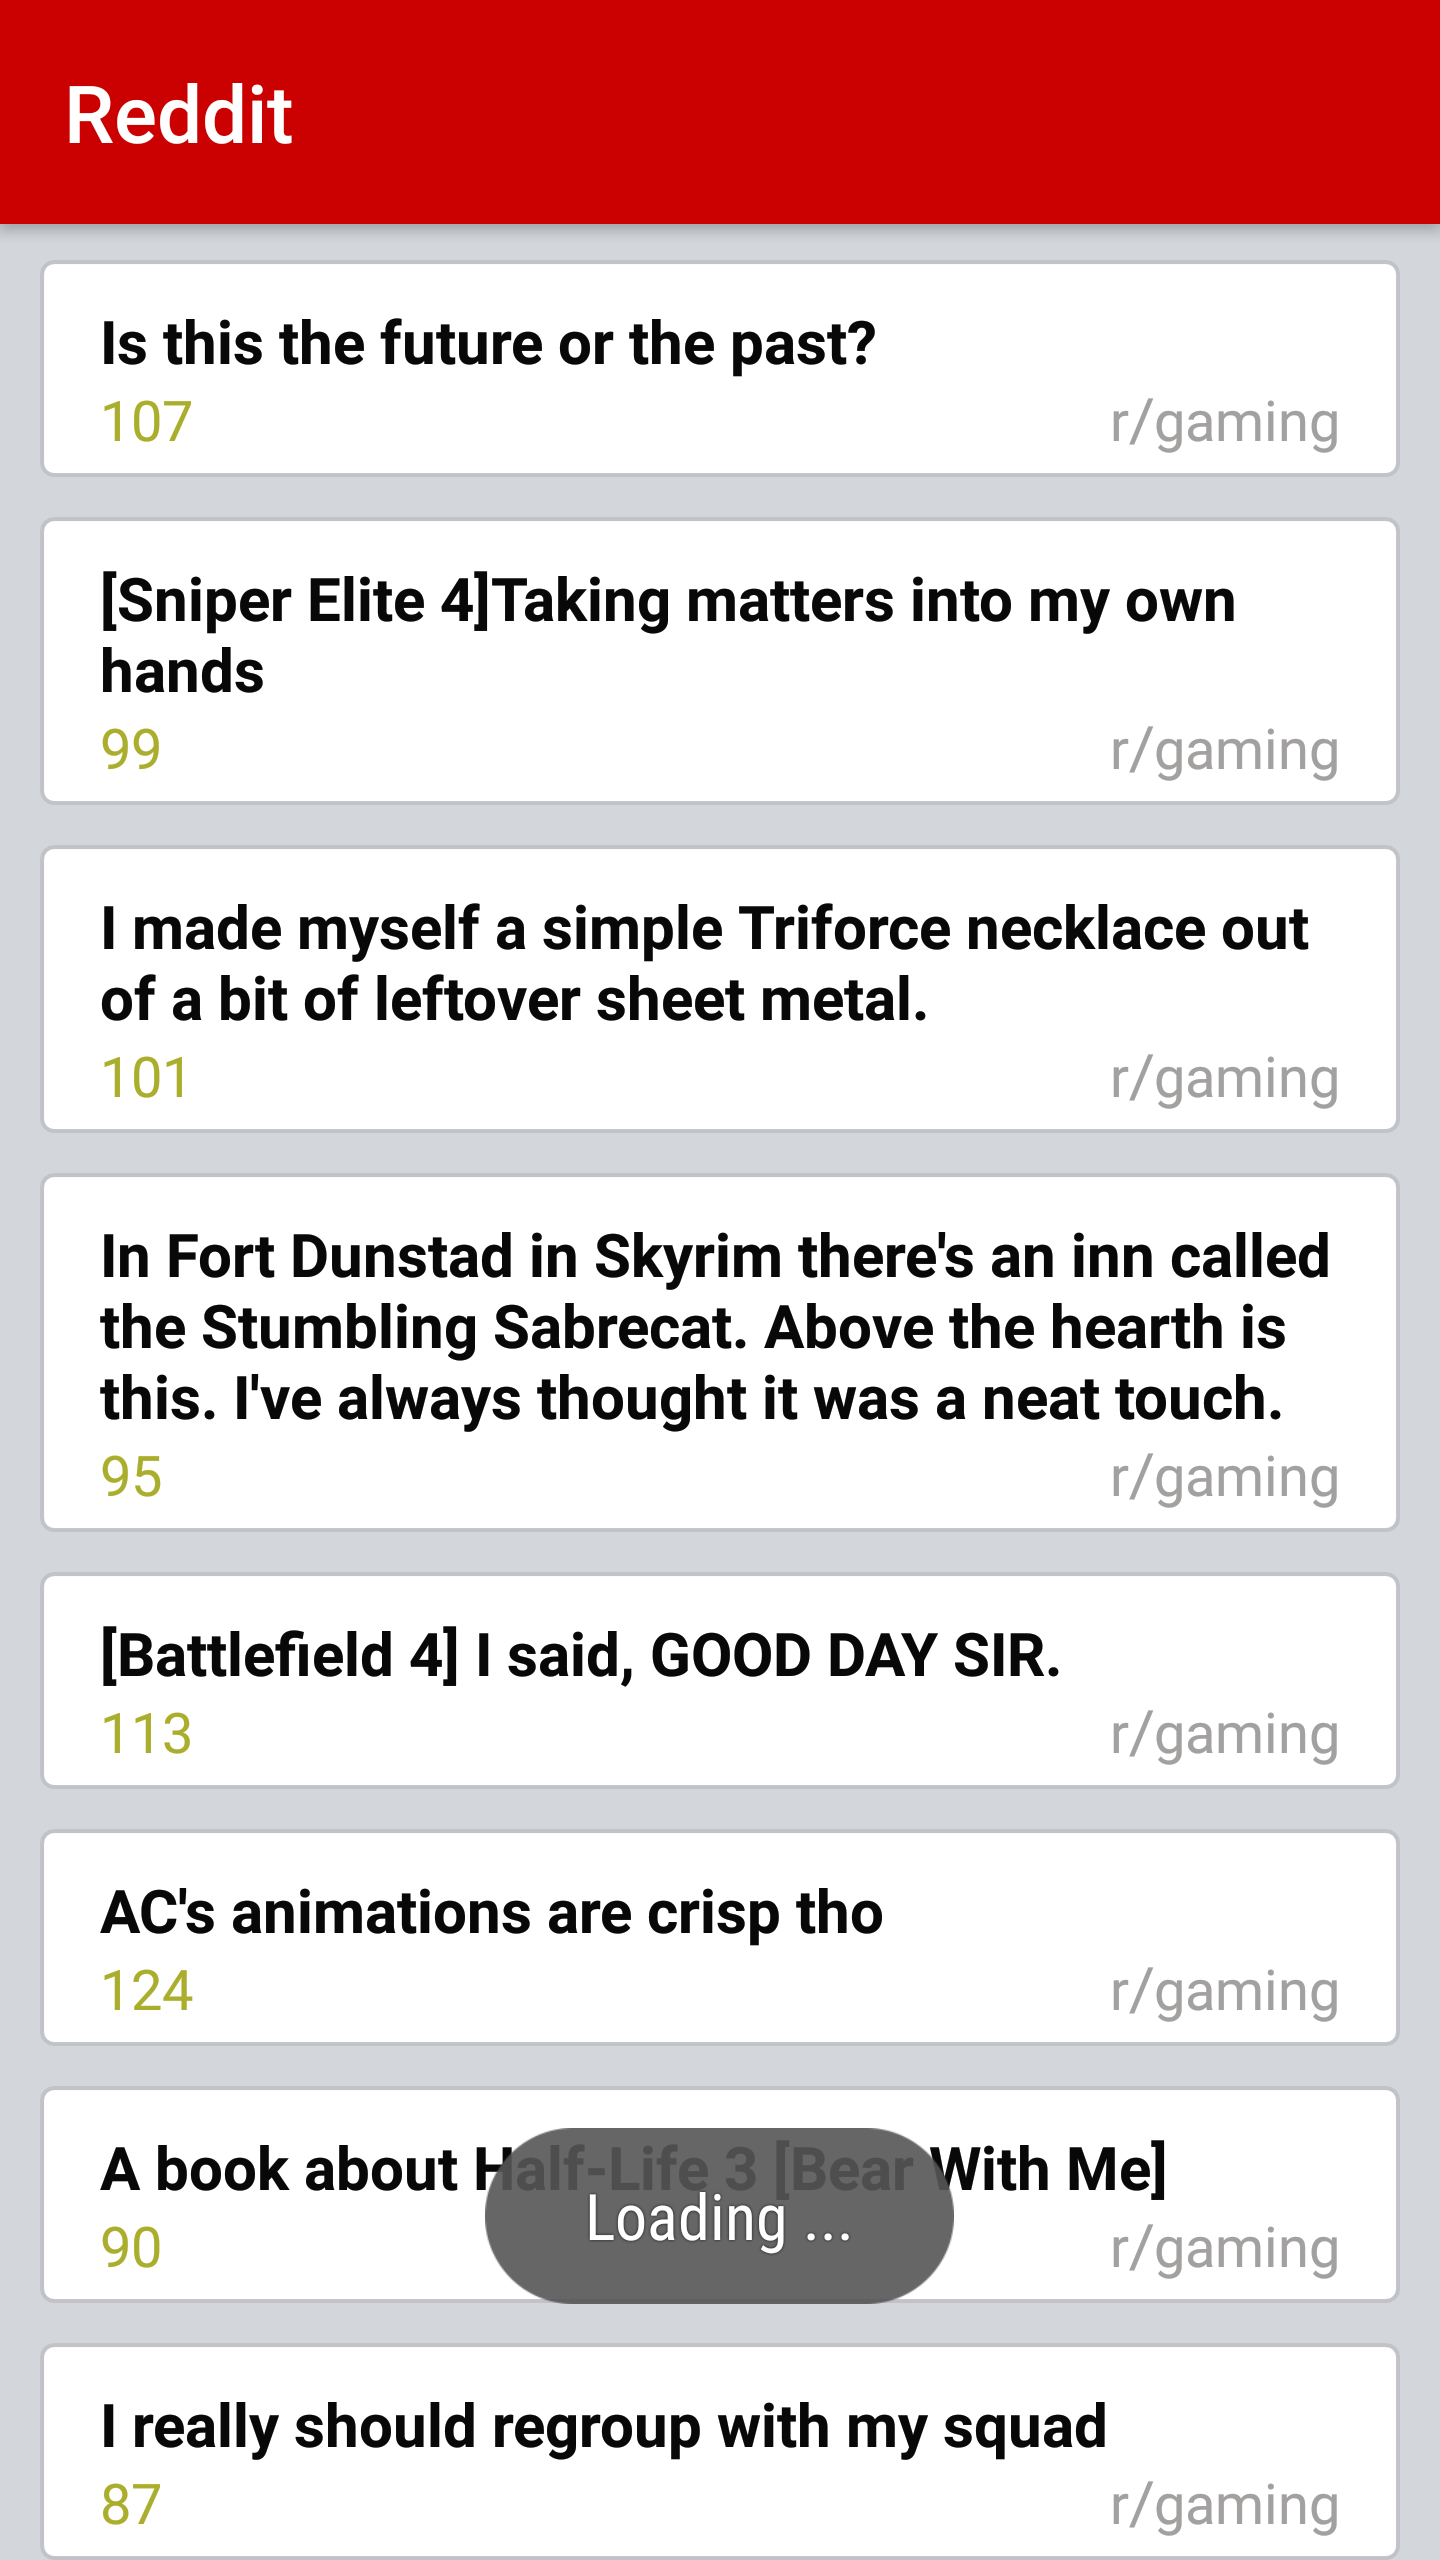 Reddit
Is this the future or the past?
107 r/gaming
[Sniper Elite 4]Taking matters into my own
hands
99 r/gaming
I made myself a simple Triforce necklace out
of a bit of leftover sheet metal.
101 r/gaming
In Fort Dunstad in Skyrim there's an inn called
the Stumbling Sabrecat. Above the hearth is
this. I've always thought it was a neat touch.
95 r/gaming
[Battlefield 4] I said, GOOD DAY SIR.
113 r/gaming
AC's animations are crisp tho
124 r/gaming
A book about Half-Life 3 [Bear With Me]
Loading ...
90 r/gaming
I really should regroup with my squad
87 r/gaming